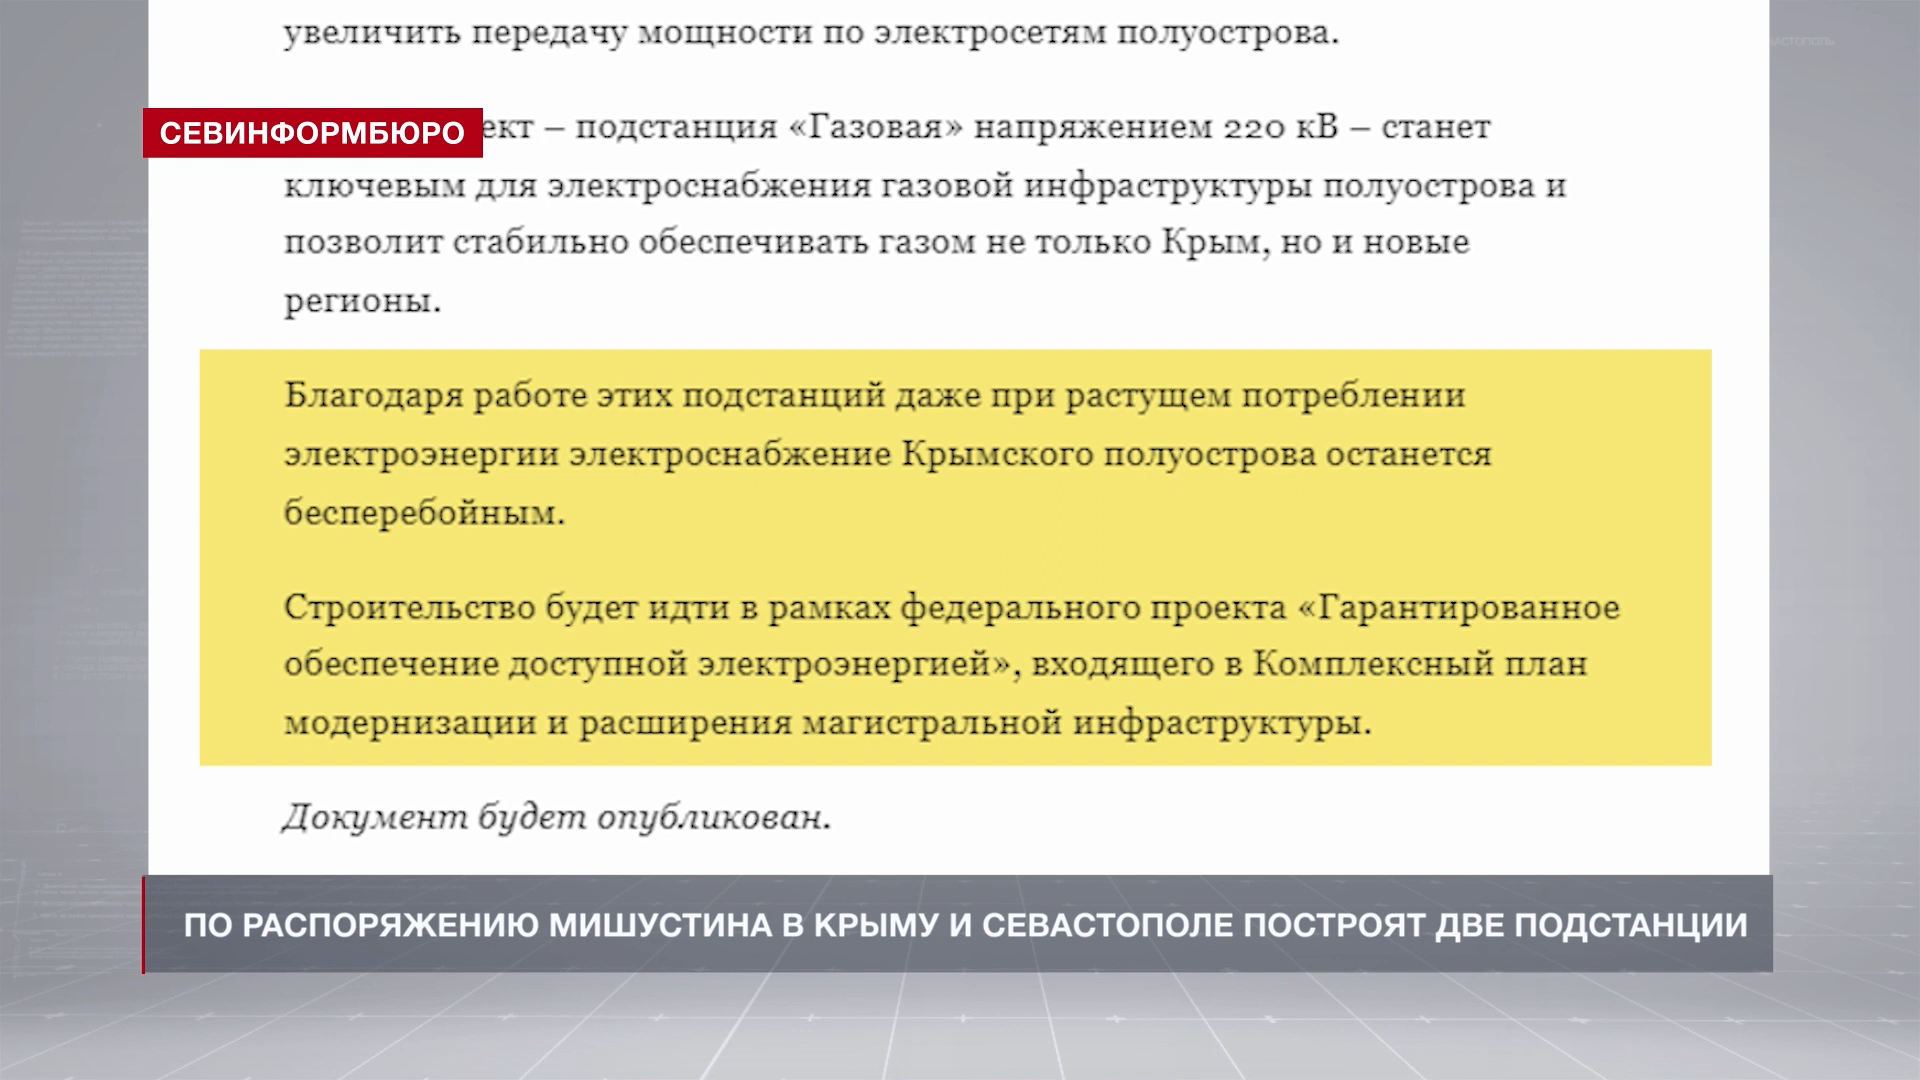 увеличить передачу мощности по электросетям полуострова.
СЕВИНФОРМБЮРО
ект – подстанция «Газовая» напряжением 220 кВ – станет
ключевым для электроснабжения газовой инфраструктуры полуострова и
позволит стабильно обеспечивать газом не только Крым, но и новые
регионы.
Благодаря работе этих подстанций даже при растущем потреблении
электроэнергии электроснабжение Крымского полуострова останется
бесперебойным.
Строительство будет идти в рамках федерального проекта «Гарантированное
обеспечение доступной электроэнергией», входящего в Комплексный план
модернизации и расширения магистральной инфраструктуры.
Документ будет опубликован.
ПО РАСПОРЯЖЕНИЮ МИШУСТИНА В КРЫМУ И СЕВАСТОПОЛЕ ПОСТРОЯТ ДВЕ ПОДСТАНЦИИ